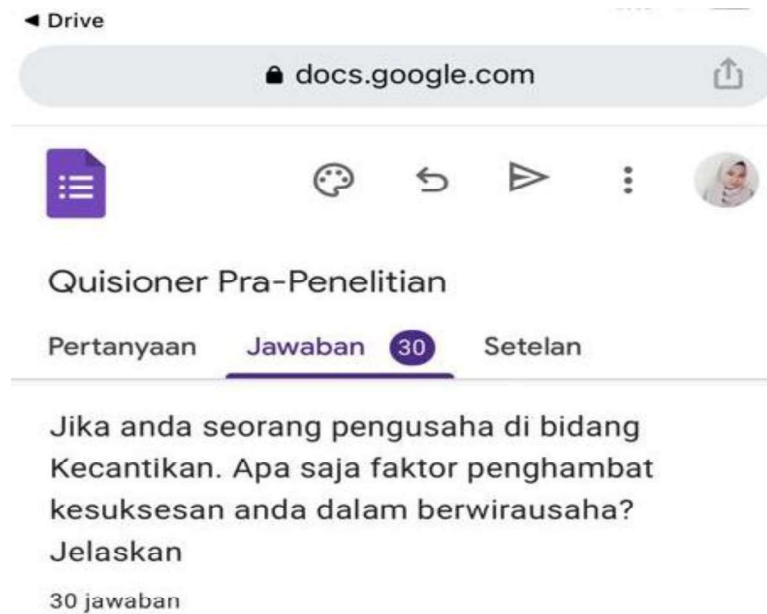 Drive
docs.google.com
Quisioner Pra-Penelitian
Pertanyaan Jawaban 30 Setelan
Jika anda seorang pengusaha di bidang
Kecantikan. Apa saja faktor penghambat
kesuksesan anda dalam berwirausaha?
Jelaskan
30 jawaban